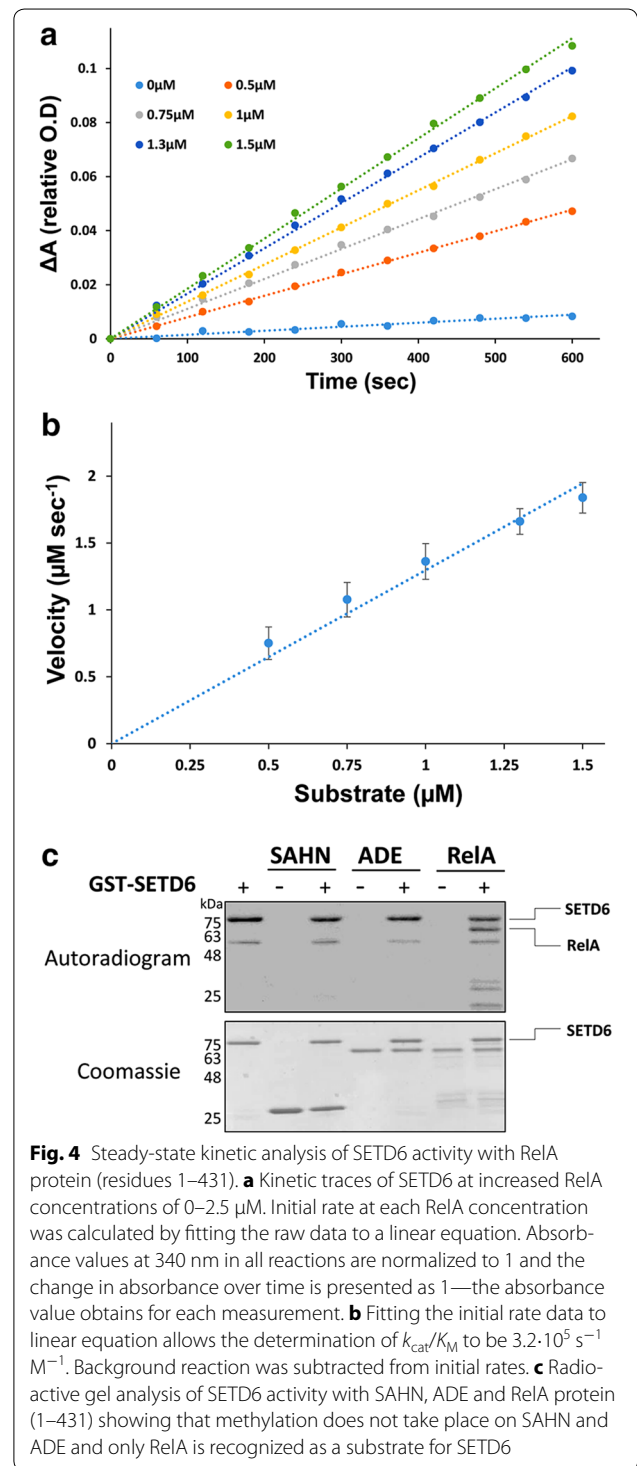 a
0.1
0.08
0.06
0.04
0.02
0
ΔA (relative O.D)
0µM
0.5µM
0.75µM
1µM
1.3µM
1.5µM
0
100
200
300
400
500
600
Time (sec)
b
2
1.5
1
0.5
0
Velocity (µM sec-1)
0
0.25
0.5
0.75
1
1.25
1.5
Substrate (µM)
c
SAHN ADE RelA
GST-SETD6 + - + - + - +
kDa
75
63
48
25
Autoradiogram
SETD6
RelA
75
63
48
25
Coomassie
SETD6
Fig. 4 Steady-state kinetic analysis of SETD6 activity with RelA
protein (residues 1–431). a Kinetic traces of SETD6 at increased RelA
concentrations of 0–2.5 µM. Initial rate at each RelA concentration
was calculated by fitting the raw data to a linear equation. Absorb-
ance values at 340 nm in all reactions are normalized to 1 and the
change in absorbance over time is presented as 1—the absorbance
value obtains for each measurement. b Fitting the initial rate data to
linear equation allows the determination of kcat/KM to be 3.2·10⁵ s⁻¹
M⁻¹. Background reaction was subtracted from initial rates. c Radio-
active gel analysis of SETD6 activity with SAHN, ADE and RelA protein
(1–431) showing that methylation does not take place on SAHN and
ADE and only RelA is recognized as a substrate for SETD6